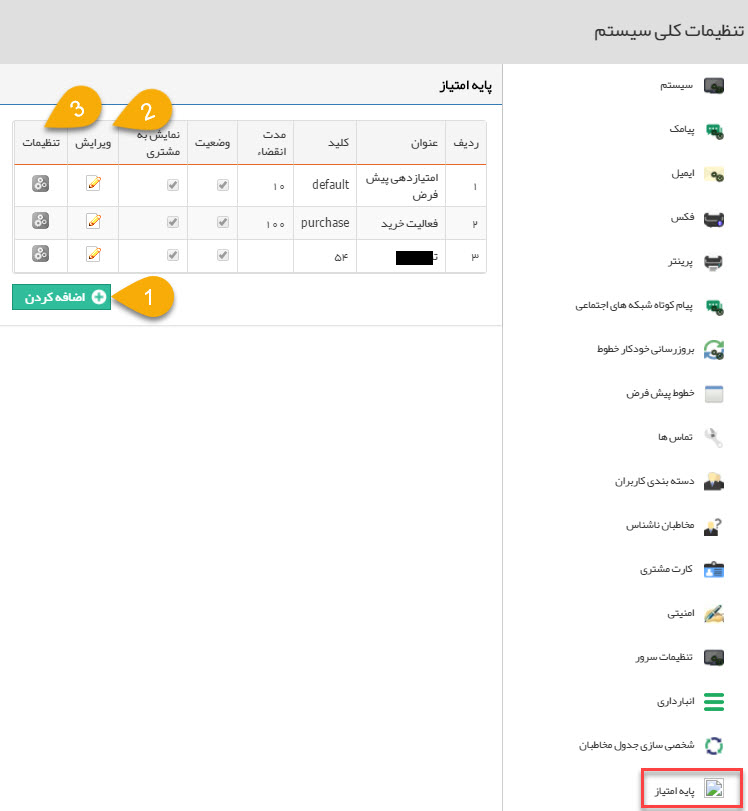 تنظیمات کلی سیستم
سیستم
پیامک
ایمیل
فکس
پرینتر
پیام کوتاه شبکه های اجتماعی
بروزرسانی خودکار خطوط
خطوط پیش فرض
تماس ها
دسته بندی کاربران
مخاطبان ناشناس
کارت مشتری
امنیتی
تنظیمات سرور
انبارداری
شخصی سازی جدول مخاطبان
پایه امتیاز
پایه امتیاز
ردیف عنوان کلید مدت انقضاء وضعیت نمایش به مشتری ویرایش تنظیمات
۱ امتیازدهی پیش فرض default ۱۰
۲ فعالیت خرید purchase ۱۰۰
۳ ت ۵۴
اضافه کردن
1
2
3